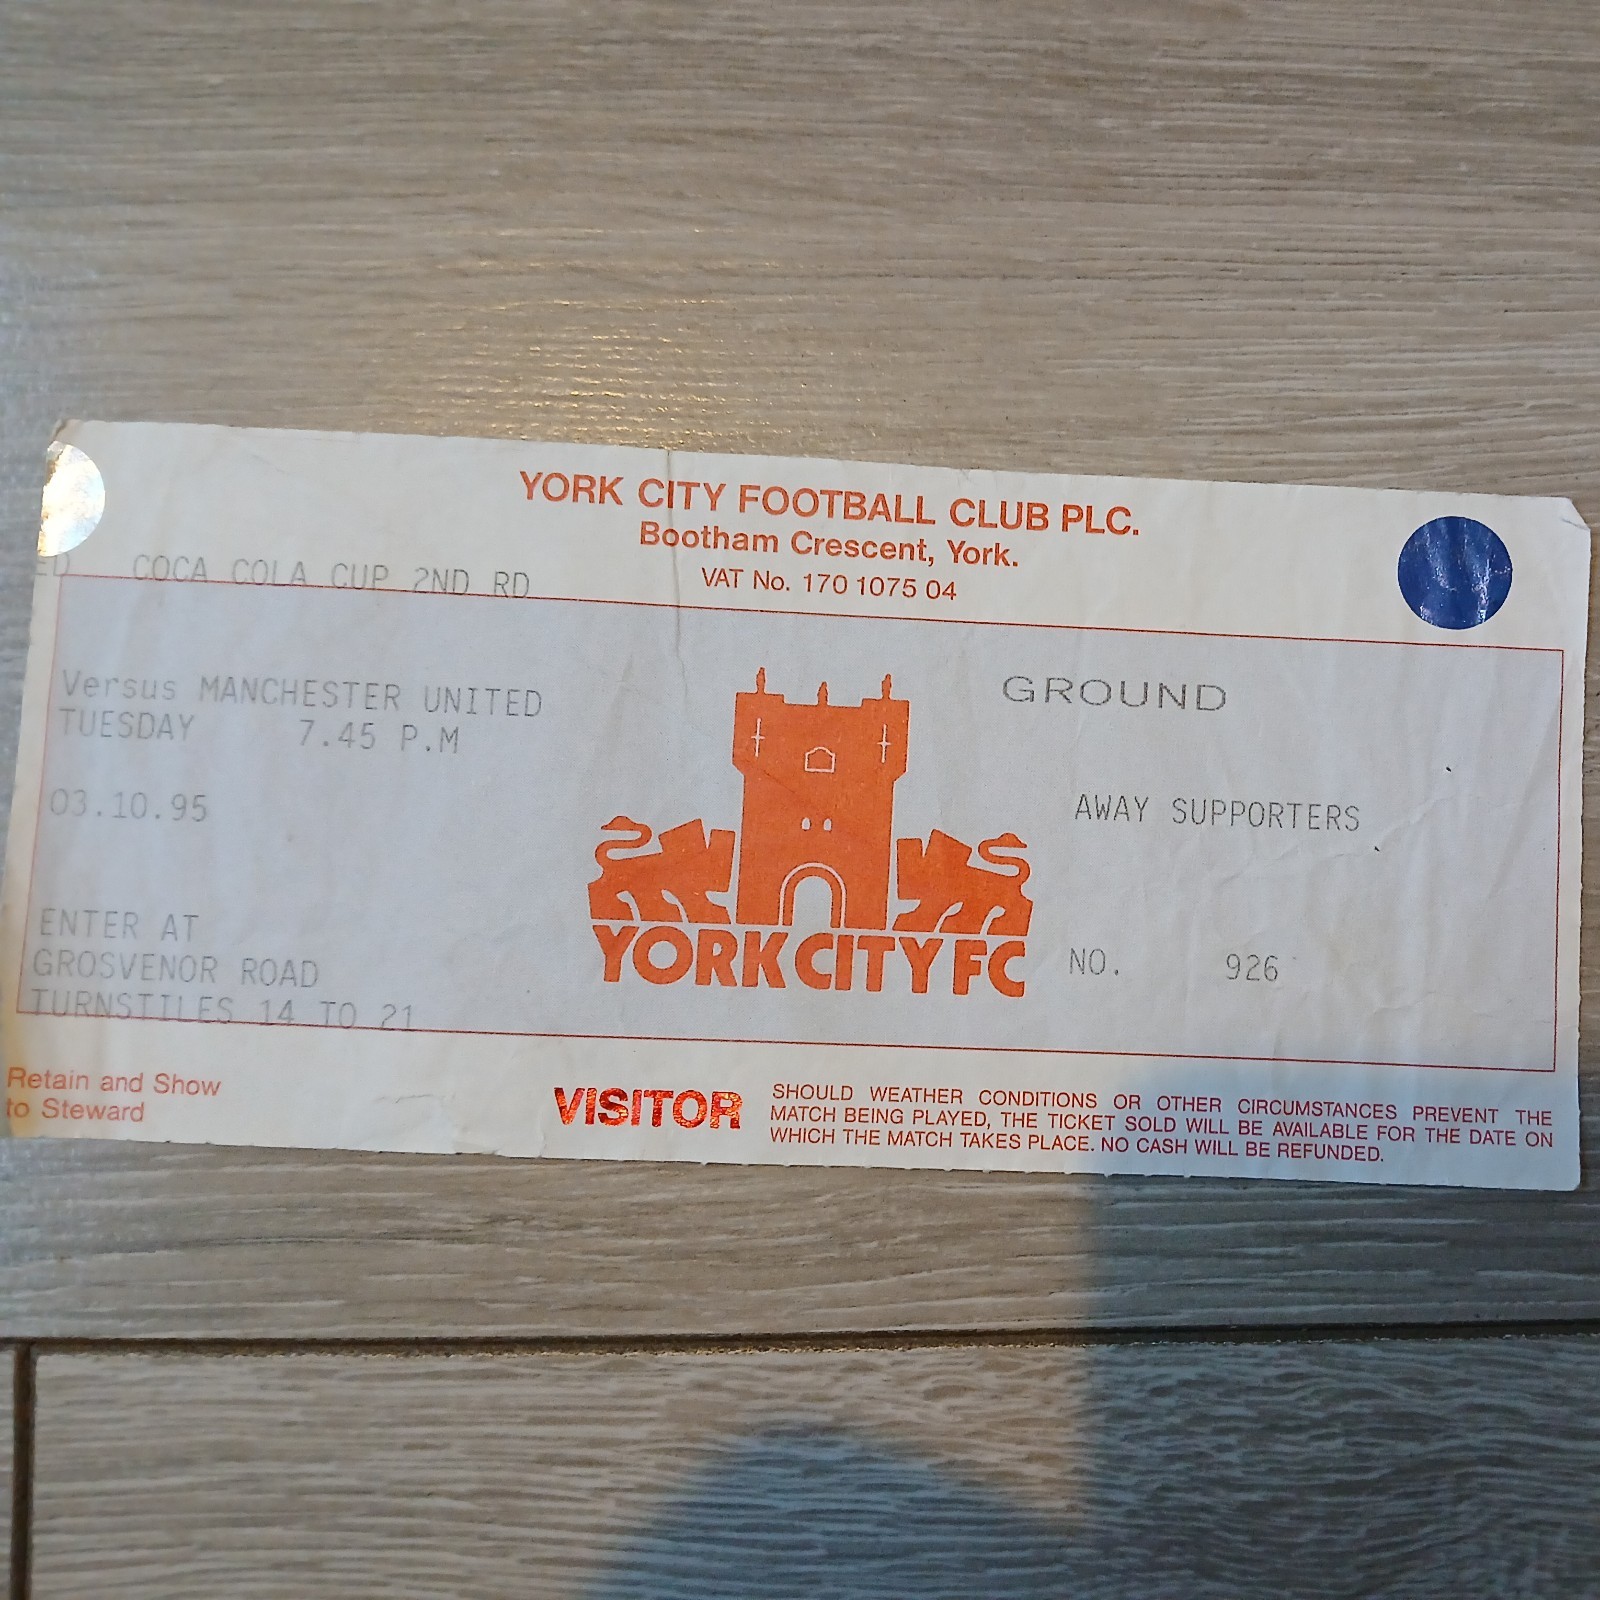 YORK CITY FOOTBALL CLUB PLC.
Bootham Crescent, York.
VAT No. 170 1075 04
COCA COLA CUP 2ND RD
Versus MANCHESTER UNITED
TUESDAY 7.45 P.M
03.10.95
ENTER AT
GROSVENOR ROAD
TURNSTILES 14 TO 21
YORK CITY FC
GROUND
AWAY SUPPORTERS
NO. 926
Retain and Show
to Steward
VISITOR
SHOULD WEATHER CONDITIONS OR OTHER CIRCUMSTANCES PREVENT THE
MATCH BEING PLAYED, THE TICKET SOLD WILL BE AVAILABLE FOR THE DATE ON
WHICH THE MATCH TAKES PLACE. NO CASH WILL BE REFUNDED.